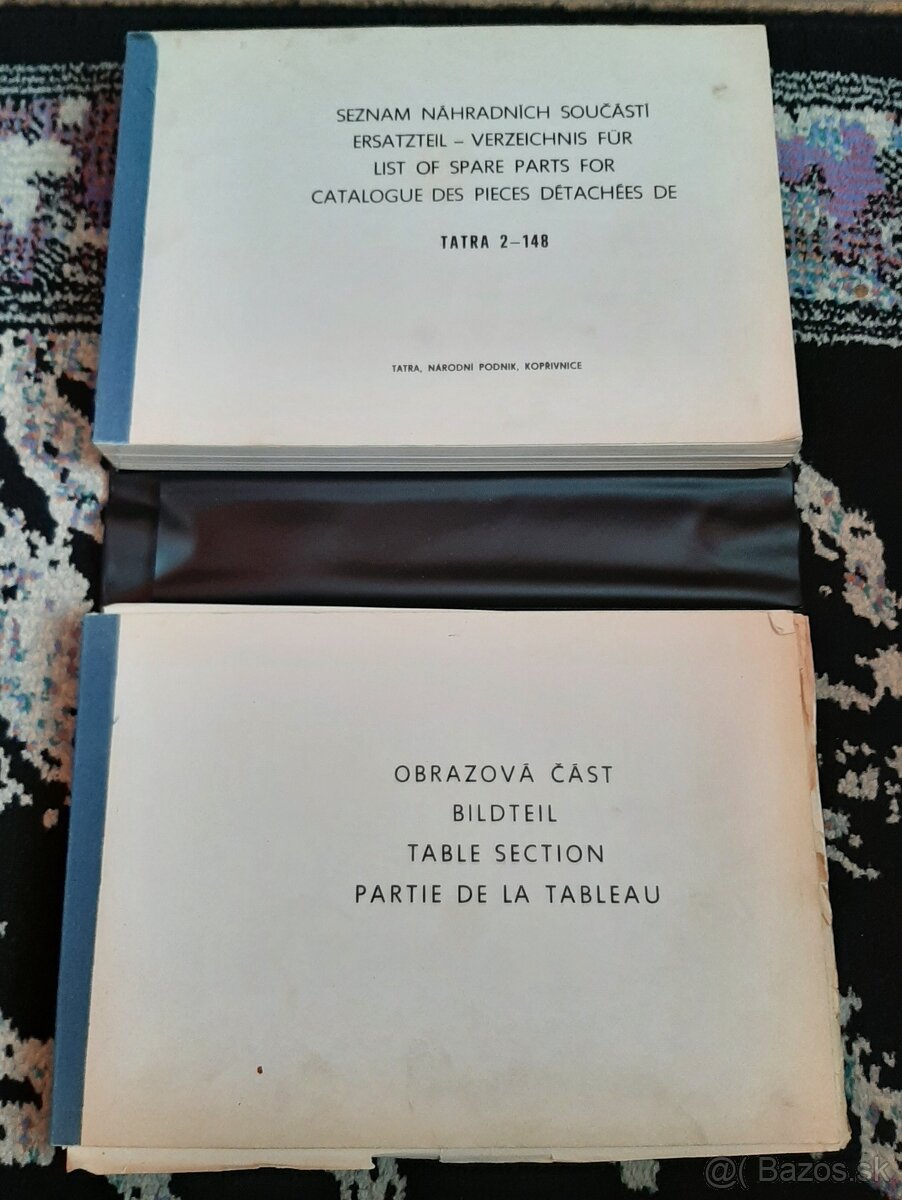 SEZNAM NÁHRADNÍCH SOUČÁSTÍ
ERSATZTEIL – VERZEICHNIS FÜR
LIST OF SPARE PARTS FOR
CATALOGUE DES PIECES DÉTACHÉES DE
TATRA 2–148
TATRA, NÁRODNÍ PODNIK, KOPŘIVNICE
OBRAZOVÁ ČÁST
BILDTEIL
TABLE SECTION
PARTIE DE LA TABLEAU
@( Bazos.sk